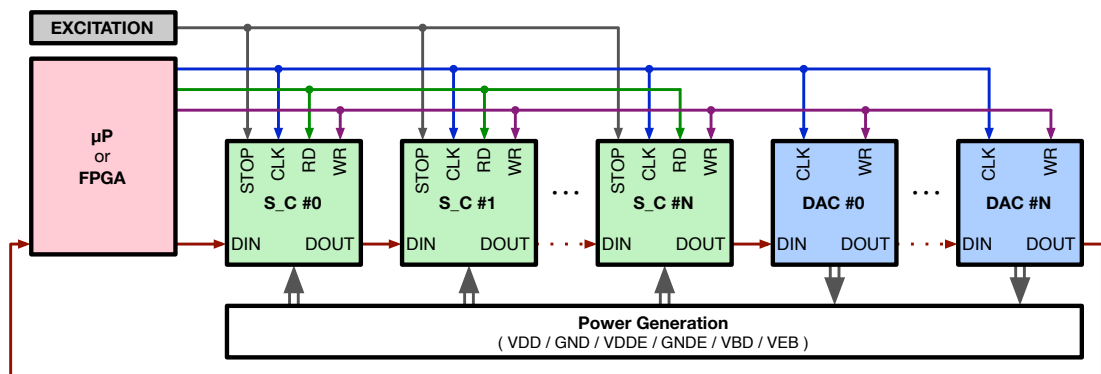 EXCITATION
µP
or
FPGA
STOP
CLK
RD
WR
S_C #0
DIN
DOUT
STOP
CLK
RD
WR
S_C #1
DIN
DOUT
...
STOP
CLK
RD
WR
S_C #N
DIN
DOUT
CLK
WR
DAC #0
DIN
DOUT
...
CLK
WR
DAC #N
DIN
DOUT
Power Generation
( VDD / GND / VDDE / GNDE / VBD / VEB )